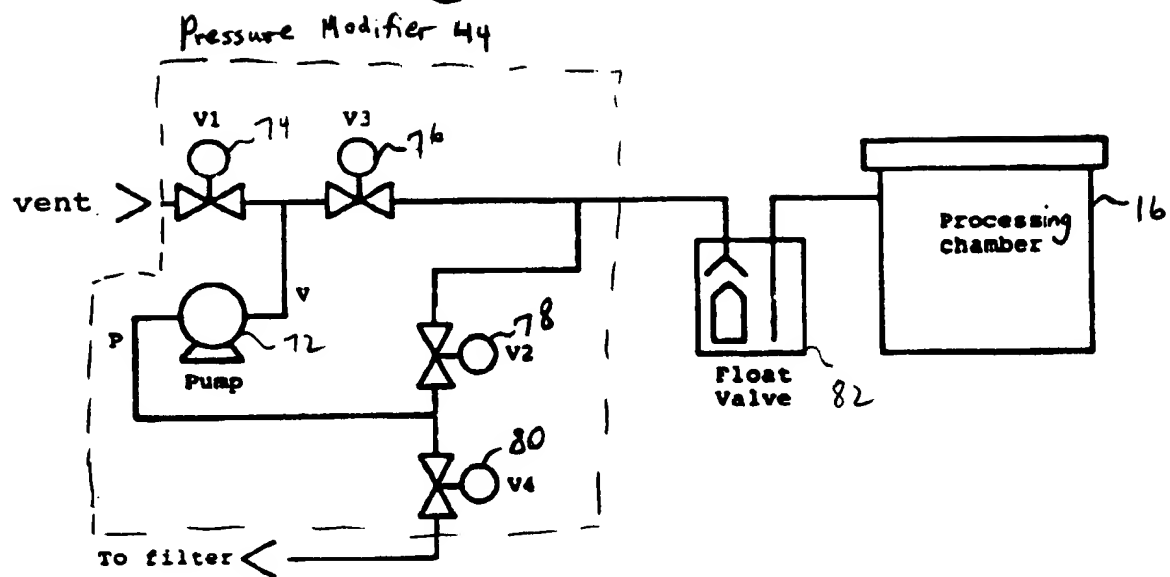 Pressure Modifier 44
V1
74
V3
76
vent
Processing
chamber
16
V
P
72
Pump
78
V2
Float
Valve
82
80
V4
To filter